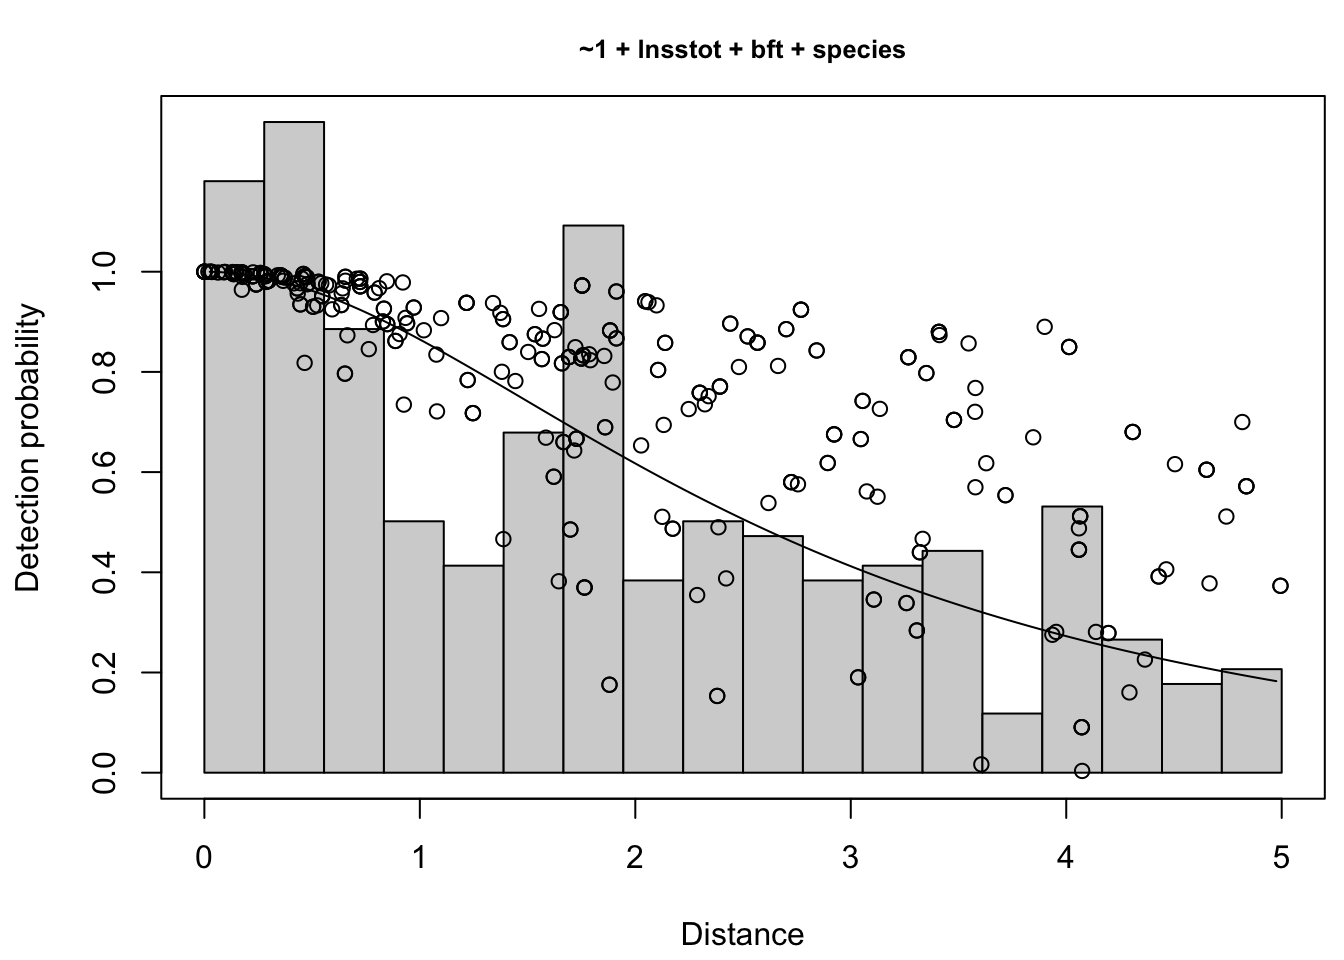 ~1 + lnsstot + bft + species
Detection probability
1.0
0.8
0.6
0.4
0.2
0.0
0 1 2 3 4 5
Distance